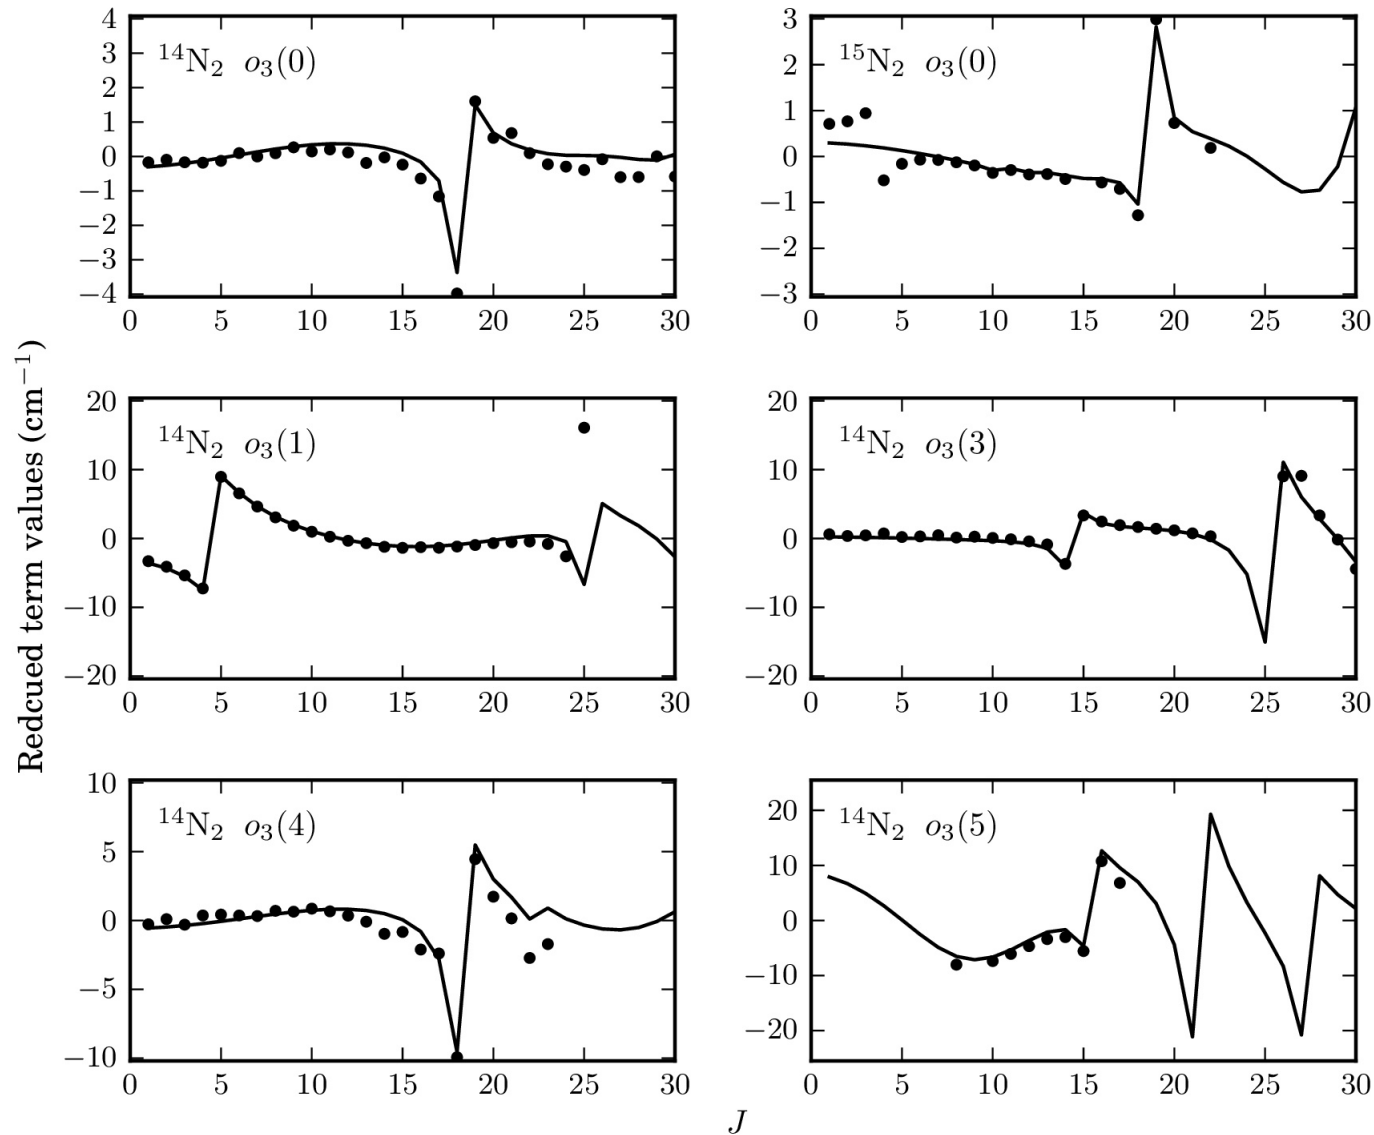 Redcued term values (cm⁻¹)
¹⁴N₂ o₃(0)
4
3
2
1
0
−1
−2
−3
−4
0 5 10 15 20 25 30
¹⁵N₂ o₃(0)
3
2
1
0
−1
−2
−3
0 5 10 15 20 25 30
¹⁴N₂ o₃(1)
20
10
0
−10
−20
0 5 10 15 20 25 30
¹⁴N₂ o₃(3)
20
10
0
−10
−20
0 5 10 15 20 25 30
¹⁴N₂ o₃(4)
10
5
0
−5
−10
0 5 10 15 20 25 30
¹⁴N₂ o₃(5)
20
10
0
−10
−20
0 5 10 15 20 25 30
J